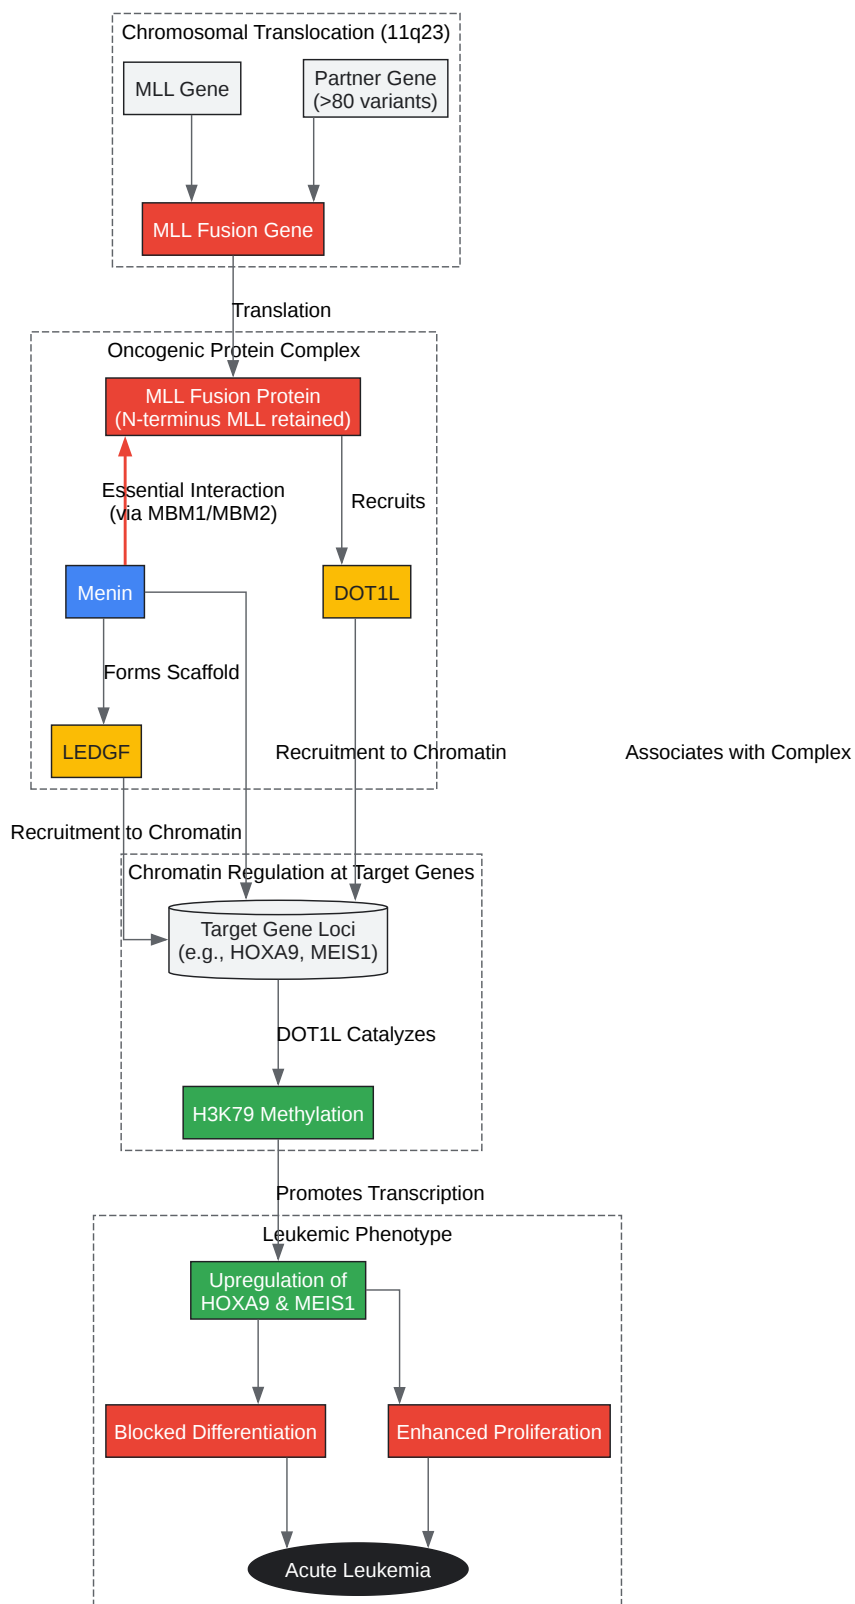 Chromosomal Translocation (11q23)
MLL Gene
Partner Gene
(>80 variants)
MLL Fusion Gene
Translation
Oncogenic Protein Complex
MLL Fusion Protein
(N-terminus MLL retained)
Essential Interaction
(via MBM1/MBM2)
Recruits
Menin
DOT1L
Forms Scaffold
LEDGF
Recruitment to Chromatin
Associates with Complex
Recruitment to Chromatin
Chromatin Regulation at Target Genes
Target Gene Loci
(e.g., HOXA9, MEIS1)
DOT1L Catalyzes
H3K79 Methylation
Promotes Transcription
Leukemic Phenotype
Upregulation of
HOXA9 & MEIS1
Blocked Differentiation
Enhanced Proliferation
Acute Leukemia